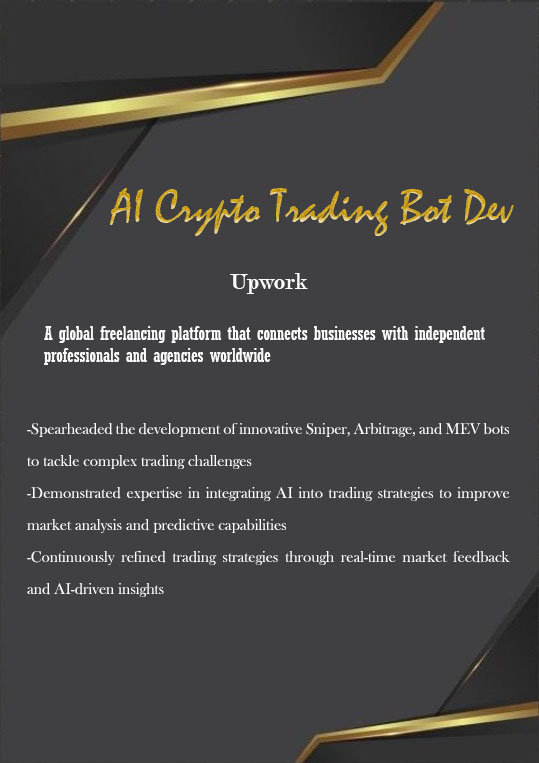 AI Crypto Trading Bot Dev
Upwork
A global freelancing platform that connects businesses with independent
professionals and agencies worldwide
-Spearheaded the development of innovative Sniper, Arbitrage, and MEV bots
to tackle complex trading challenges
-Demonstrated expertise in integrating AI into trading strategies to improve
market analysis and predictive capabilities
-Continuously refined trading strategies through real-time market feedback
and AI-driven insights